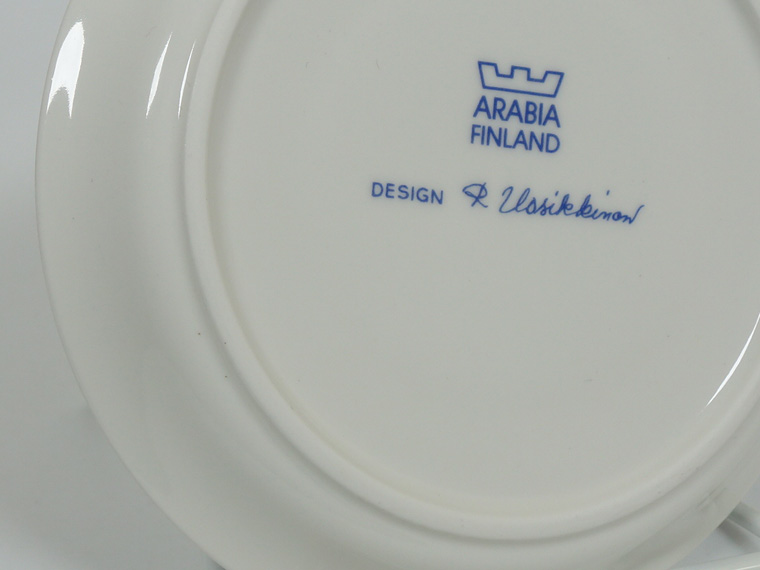 ARABIA
FINLAND
DESIGN R Uosikkinen